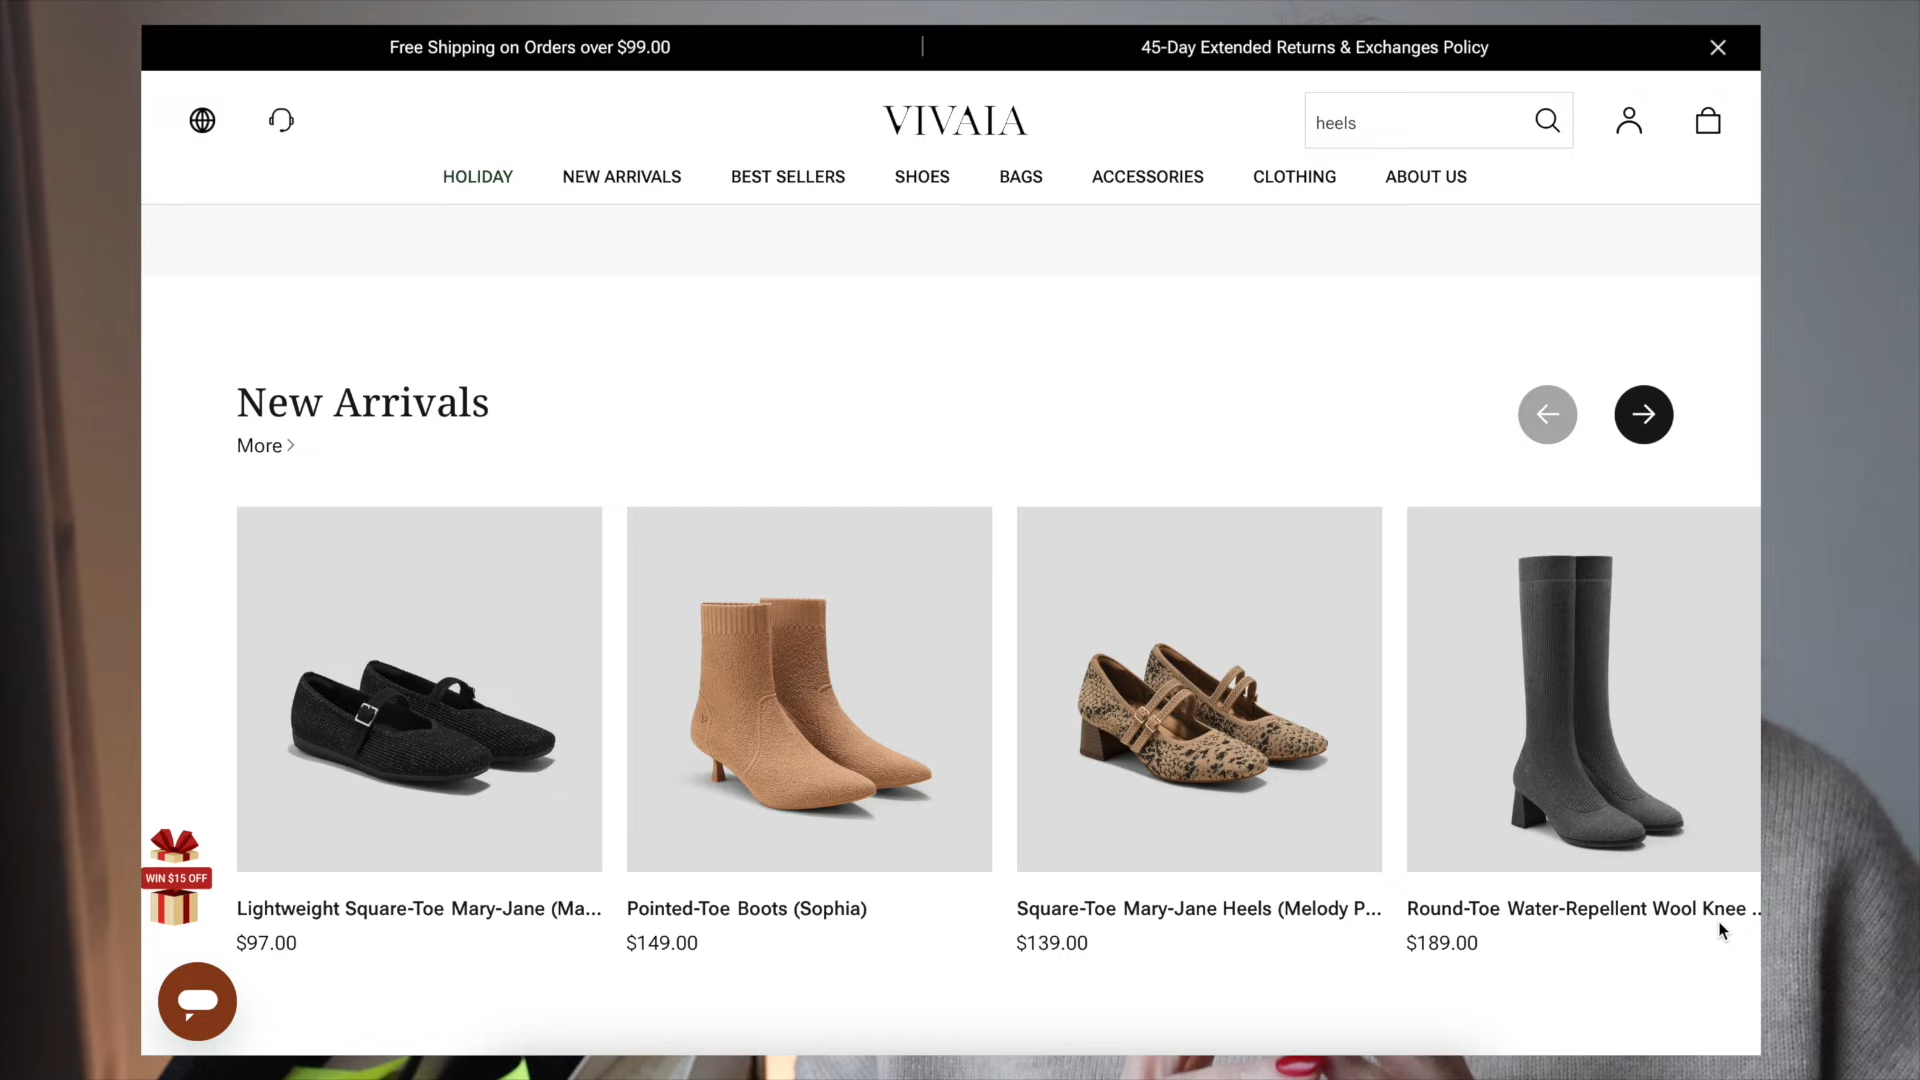 Free Shipping on Orders over $99.00 | 45-Day Extended Returns & Exchanges Policy
VIVAIA
heels
HOLIDAY NEW ARRIVALS BEST SELLERS SHOES BAGS ACCESSORIES CLOTHING ABOUT US
New Arrivals
More
WIN $15 OFF
Lightweight Square-Toe Mary-Jane (Ma...
$97.00
Pointed-Toe Boots (Sophia)
$149.00
Square-Toe Mary-Jane Heels (Melody P...
$139.00
Round-Toe Water-Repellent Wool Knee ..
$189.00